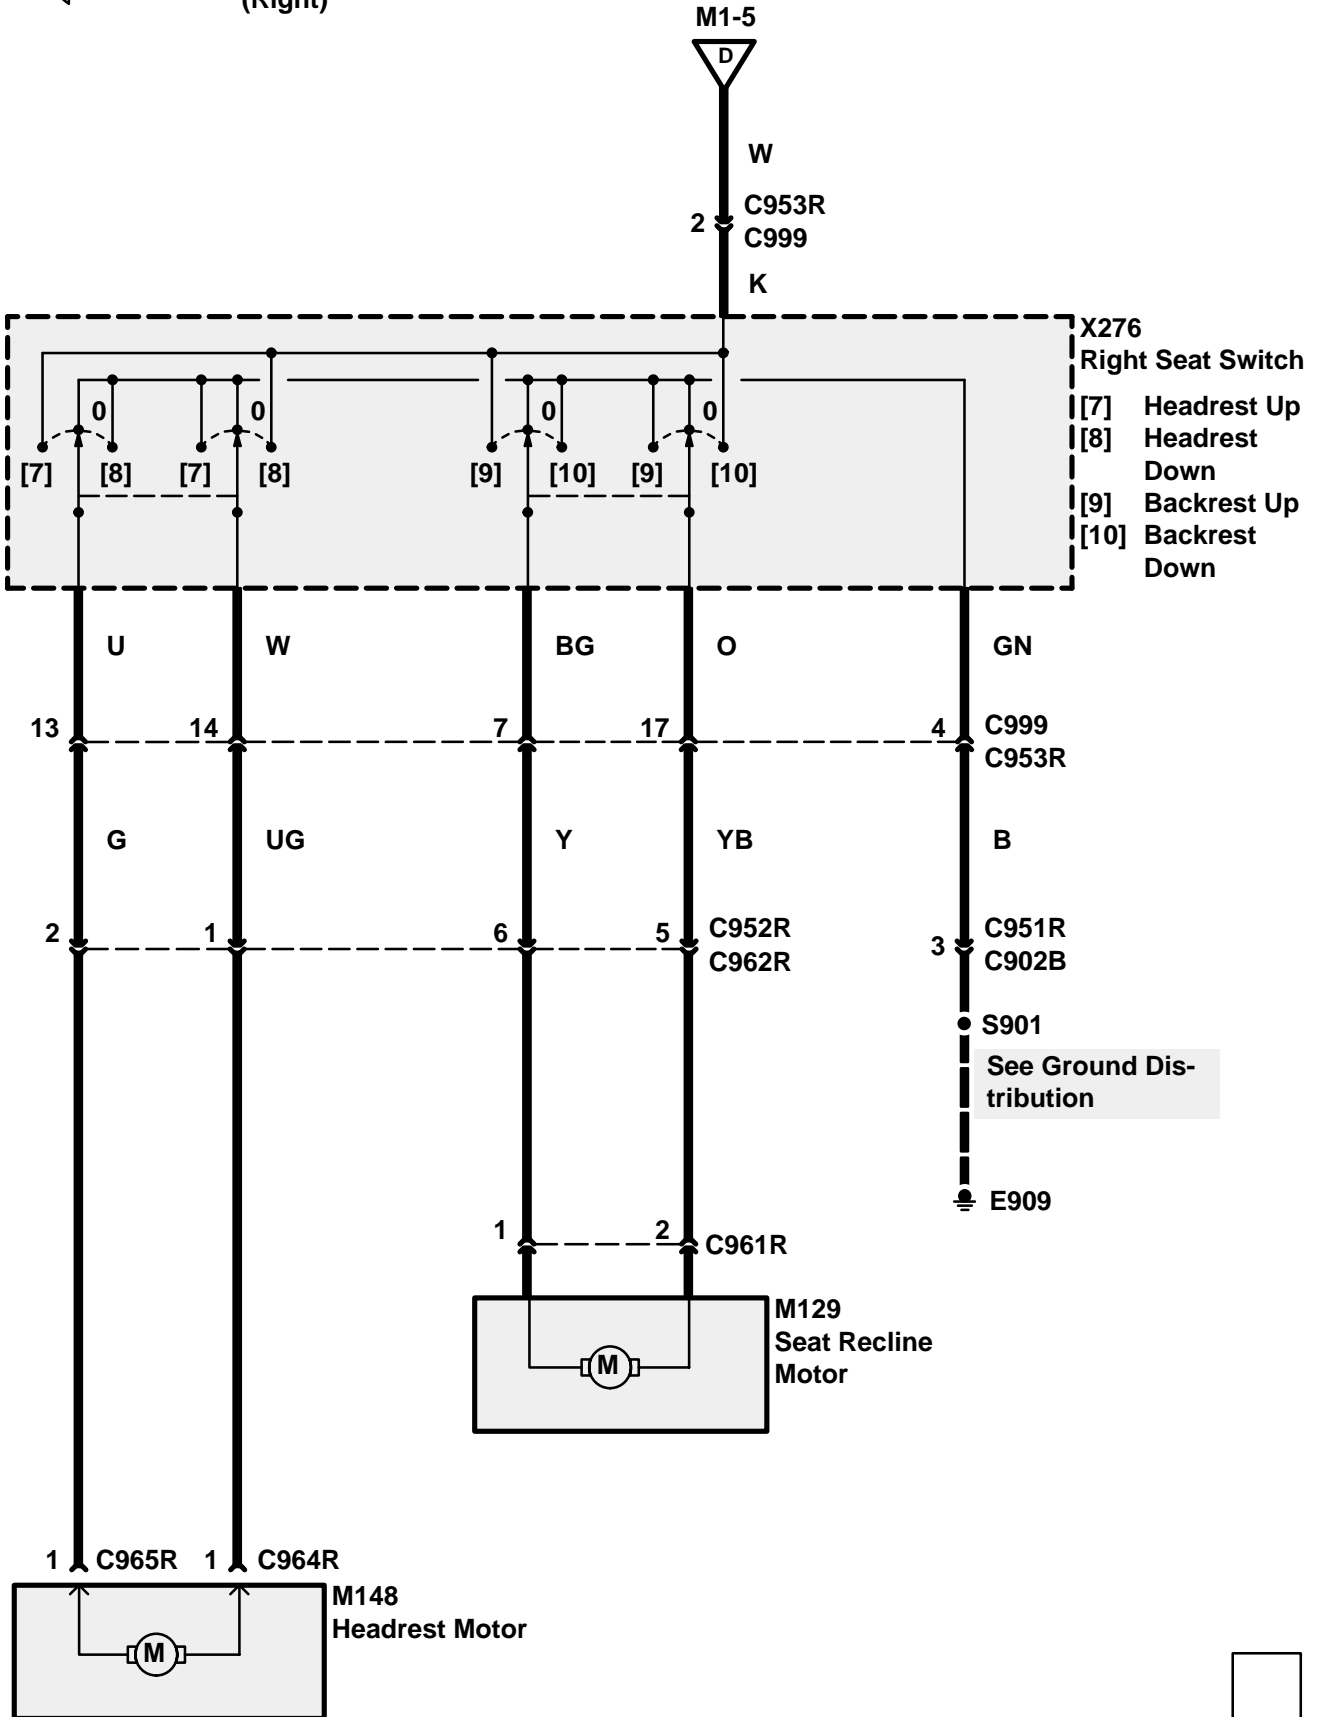 (Right)
M1-5
D
W
2
C953R
C999
K
X276
Right Seat Switch
[7] Headrest Up
[8] Headrest
Down
[9] Backrest Up
[10] Backrest
Down
0 0 0 0
[7] [8] [7] [8] [9] [10] [9] [10]
U W BG O GN
13 14 7 17 4 C999
C953R
G UG Y YB B
2 1 6 5 C952R
C962R
3 C951R
C902B
S901
See Ground Dis-
tribution
E909
1 2 C961R
M129
Seat Recline
Motor
M
1 C965R 1 C964R
M148
Headrest Motor
M